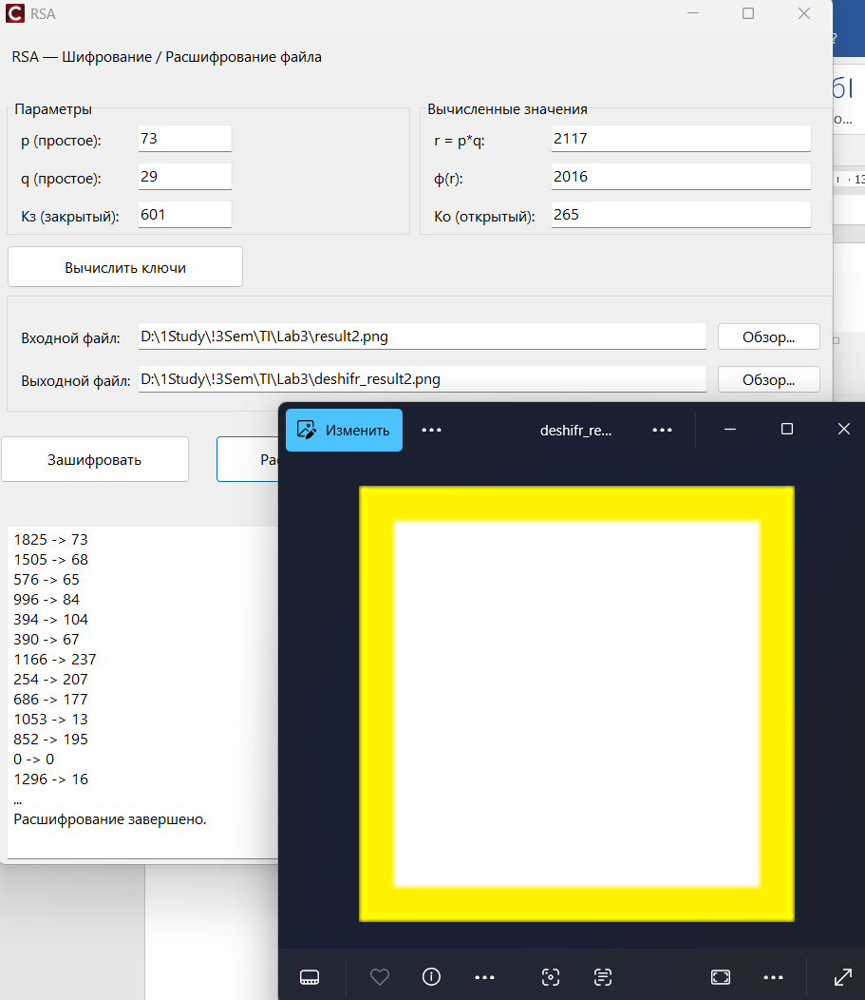 RSA
RSA — Шифрование / Расшифрование файла
Параметры
p (простое): 73
q (простое): 29
Кз (закрытый): 601
Вычисленные значения
r = p*q: 2117
ф(r): 2016
Ко (открытый): 265
Вычислить ключи
Входной файл: D:\1Study\!3Sem\TI\Lab3\result2.png Обзор...
Выходной файл: D:\1Study\!3Sem\TI\Lab3\deshifr_result2.png Обзор...
Зашифровать
Изменить
deshifr_re...
1825 -> 73
1505 -> 68
576 -> 65
996 -> 84
394 -> 104
390 -> 67
1166 -> 237
254 -> 207
686 -> 177
1053 -> 13
852 -> 195
0 -> 0
1296 -> 16
...
Расшифрование завершено.